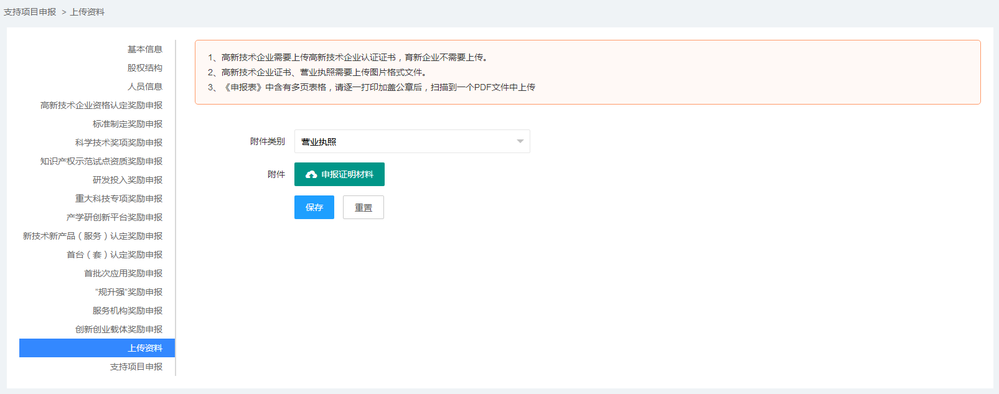 支持项目申报 > 上传资料
基本信息
股权结构
人员信息
高新技术企业资格认定奖励申报
标准制定奖励申报
科学技术奖项奖励申报
知识产权示范试点资质奖励申报
研发投入奖励申报
重大科技专项奖励申报
产学研创新平台奖励申报
新技术新产品（服务）认定奖励申报
首台（套）认定奖励申报
首批次应用奖励申报
"规升强"奖励申报
服务机构奖励申报
创新创业载体奖励申报
上传资料
支持项目申报
1、高新技术企业需要上传高新技术企业认证证书，育新企业不需要上传。
2、高新技术企业证书、营业执照需要上传图片格式文件。
3、《申报表》中含有多页表格，请逐一打印加盖公章后，扫描到一个PDF文件中上传
附件类别 营业执照
附件 申报证明材料
保存 重置